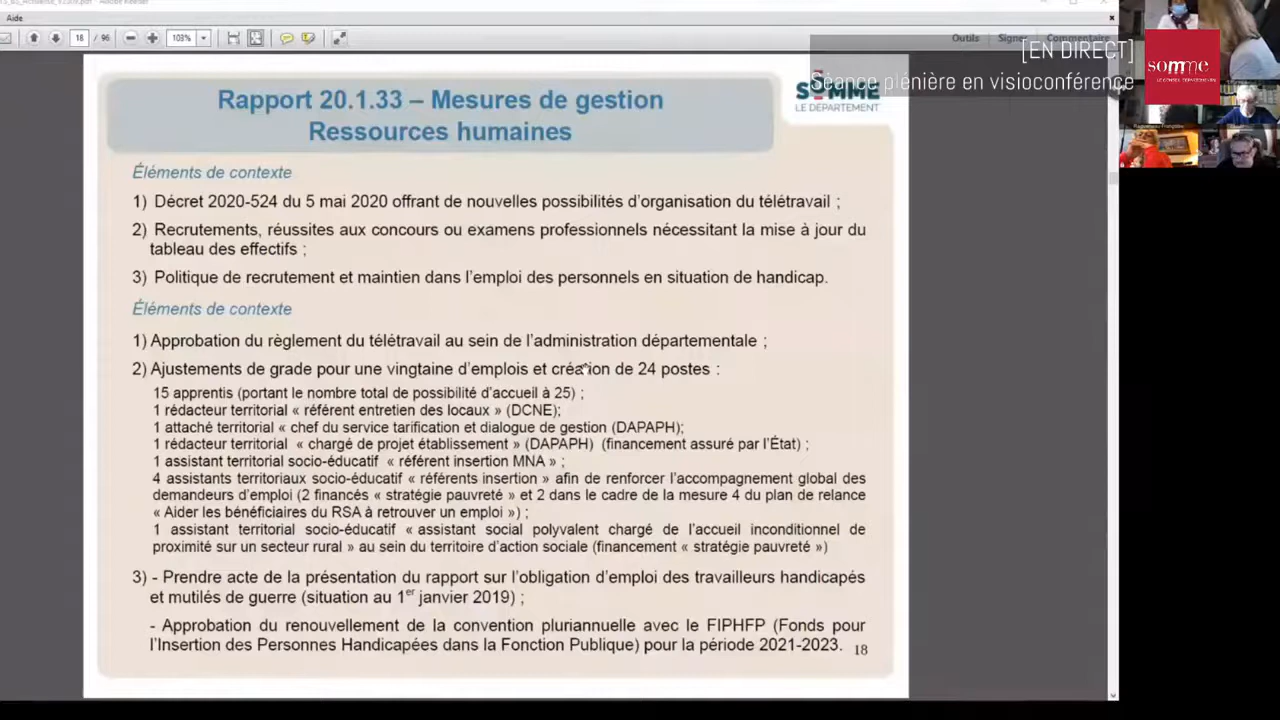 Aide
18 / 96
103%
Outils Signer Commentaire
[EN DIRECT]
Séance plénière en visioconférence
somme
LE CONSEIL DÉPARTEMENTAL
SOMME
LE DÉPARTEMENT
Rapport 20.1.33 – Mesures de gestion
Ressources humaines
Éléments de contexte
1) Décret 2020-524 du 5 mai 2020 offrant de nouvelles possibilités d’organisation du télétravail ;
2) Recrutements, réussites aux concours ou examens professionnels nécessitant la mise à jour du
tableau des effectifs ;
3) Politique de recrutement et maintien dans l’emploi des personnels en situation de handicap.
Éléments de contexte
1) Approbation du règlement du télétravail au sein de l’administration départementale ;
2) Ajustements de grade pour une vingtaine d’emplois et création de 24 postes :
15 apprentis (portant le nombre total de possibilité d’accueil à 25) ;
1 rédacteur territorial « référent entretien des locaux » (DCNE);
1 attaché territorial « chef du service tarification et dialogue de gestion (DAPAPH);
1 rédacteur territorial « chargé de projet établissement » (DAPAPH) (financement assuré par l’État) ;
1 assistant territorial socio-éducatif « référent insertion MNA » ;
4 assistants territoriaux socio-éducatif « référents insertion » afin de renforcer l’accompagnement global des
demandeurs d’emploi (2 financés « stratégie pauvreté » et 2 dans le cadre de la mesure 4 du plan de relance
« Aider les bénéficiaires du RSA à retrouver un emploi ») ;
1 assistant territorial socio-éducatif « assistant social polyvalent chargé de l’accueil inconditionnel de
proximité sur un secteur rural » au sein du territoire d’action sociale (financement « stratégie pauvreté »)
3) - Prendre acte de la présentation du rapport sur l’obligation d’emploi des travailleurs handicapés
et mutilés de guerre (situation au 1er janvier 2019) ;
- Approbation du renouvellement de la convention pluriannuelle avec le FIPHFP (Fonds pour
l’Insertion des Personnes Handicapées dans la Fonction Publique) pour la période 2021-2023.
18